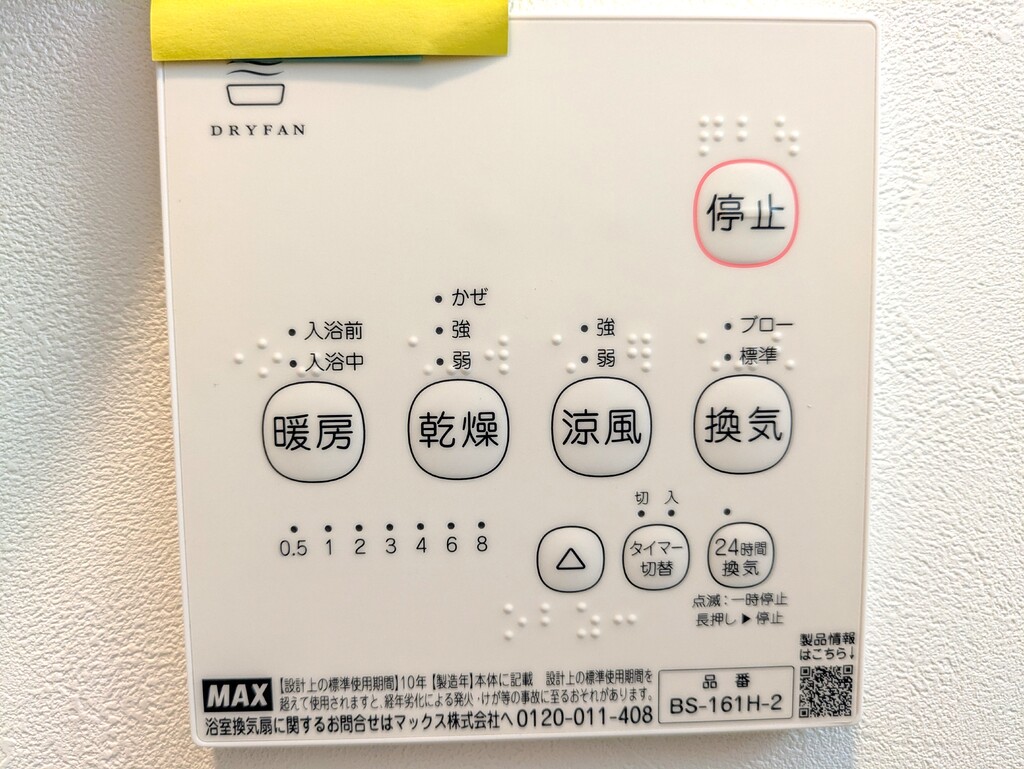 DRYFAN
停止
かぜ
入浴前
強
強
ブロー
入浴中
弱
弱
標準
暖房
乾燥
涼風
換気
切 入
0.5 1 2 3 4 6 8
△
タイマー
切替
24時間
換気
点滅:一時停止
長押し▶停止
製品情報
はこちら↓
MAX
【設計上の標準使用期間】10年【製造年】本体に記載 設計上の標準使用期間を
超えて使用されますと、経年劣化による発火・けが等の事故に至るおそれがあります。
浴室換気扇に関するお問合せはマックス株式会社へ 0120-011-408
品番
BS-161H-2